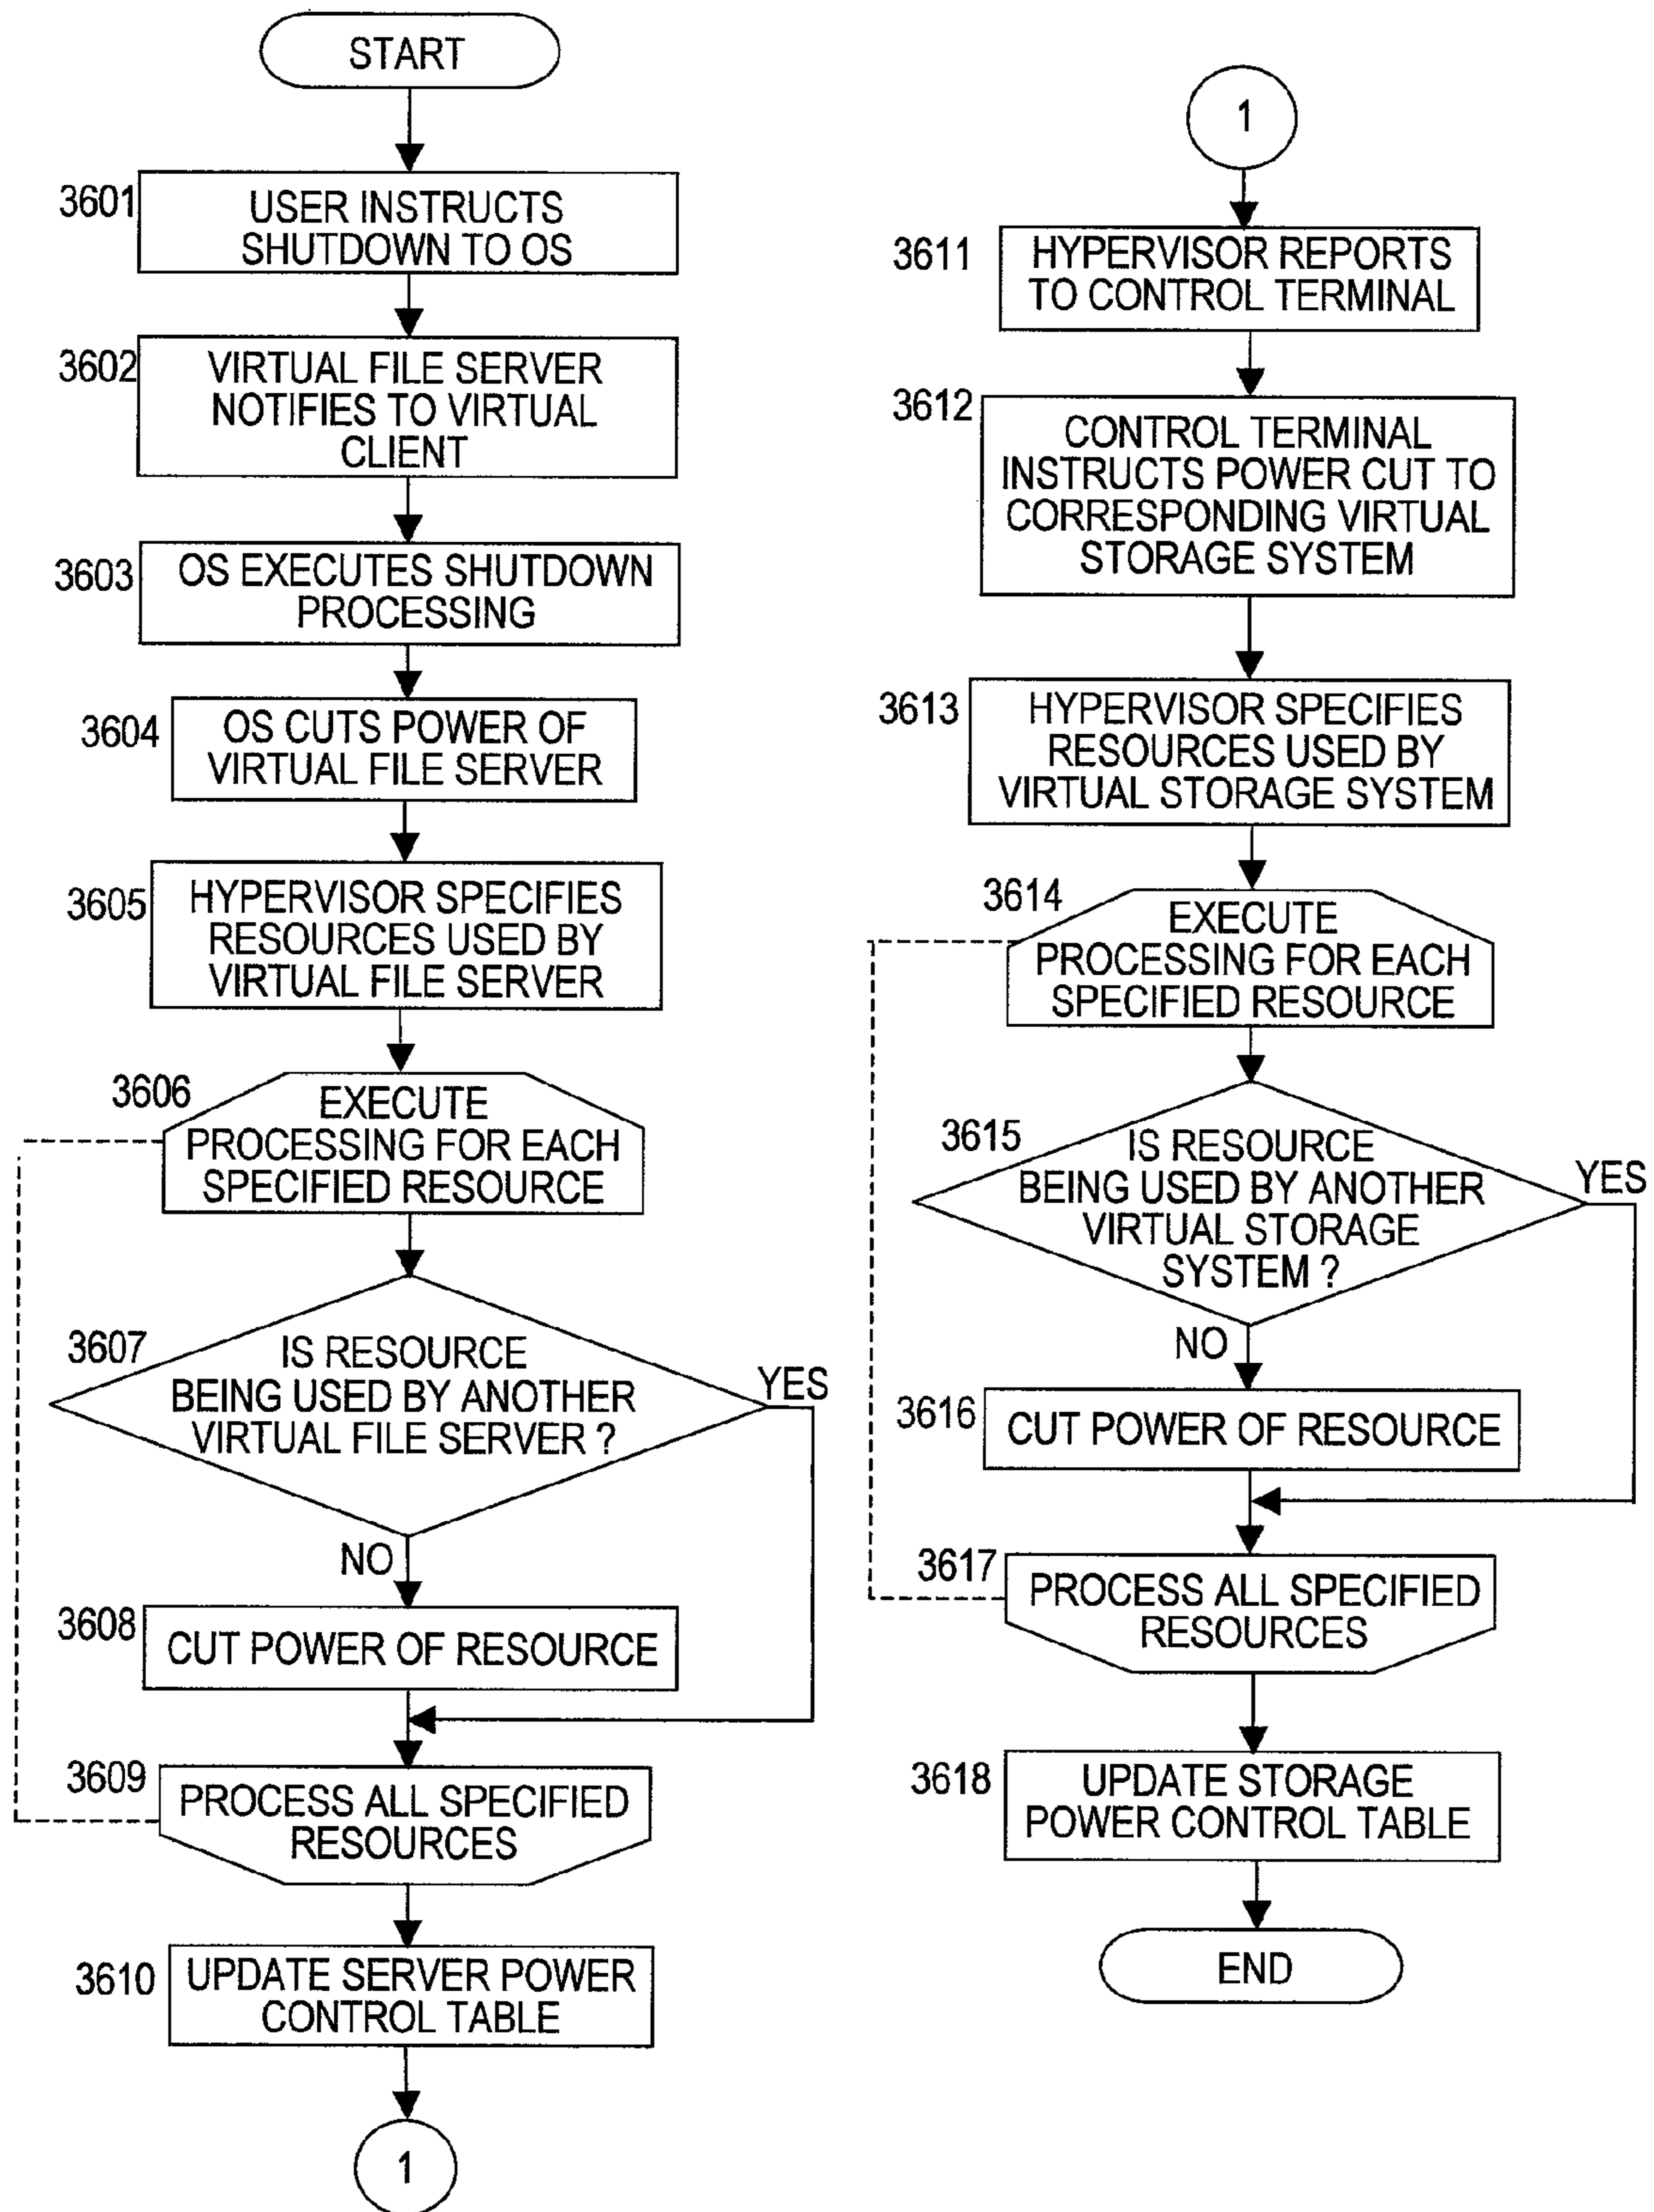 START
3601
USER INSTRUCTS
SHUTDOWN TO OS
3602
VIRTUAL FILE SERVER
NOTIFIES TO VIRTUAL
CLIENT
3603
OS EXECUTES SHUTDOWN
PROCESSING
3604
OS CUTS POWER OF
VIRTUAL FILE SERVER
3605
HYPERVISOR SPECIFIES
RESOURCES USED BY
VIRTUAL FILE SERVER
3606
EXECUTE
PROCESSING FOR EACH
SPECIFIED RESOURCE
3607
IS RESOURCE
BEING USED BY ANOTHER
VIRTUAL FILE SERVER ?
YES
NO
3608
CUT POWER OF RESOURCE
3609
PROCESS ALL SPECIFIED
RESOURCES
3610
UPDATE SERVER POWER
CONTROL TABLE
1
1
3611
HYPERVISOR REPORTS
TO CONTROL TERMINAL
3612
CONTROL TERMINAL
INSTRUCTS POWER CUT TO
CORRESPONDING VIRTUAL
STORAGE SYSTEM
3613
HYPERVISOR SPECIFIES
RESOURCES USED BY
VIRTUAL STORAGE SYSTEM
3614
EXECUTE
PROCESSING FOR EACH
SPECIFIED RESOURCE
3615
IS RESOURCE
BEING USED BY ANOTHER
VIRTUAL STORAGE
SYSTEM ?
YES
NO
3616
CUT POWER OF RESOURCE
3617
PROCESS ALL SPECIFIED
RESOURCES
3618
UPDATE STORAGE
POWER CONTROL TABLE
END